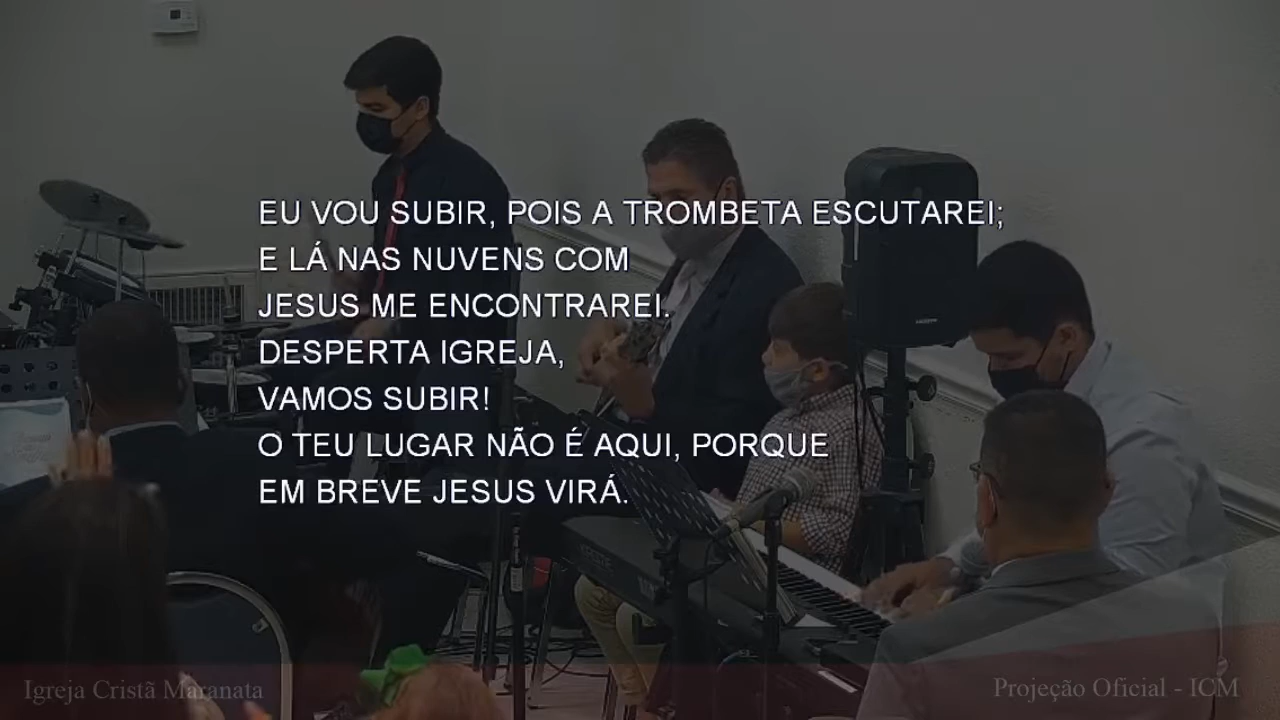 EU VOU SUBIR, POIS A TROMBETA ESCUTAREI;
E LÁ NAS NUVENS COM
JESUS ME ENCONTRAREI.
DESPERTA IGREJA,
VAMOS SUBIR!
O TEU LUGAR NÃO É AQUI, PORQUE
EM BREVE JESUS VIRÁ.
Igreja Cristã Maranata
Projeção Oficial - ICM